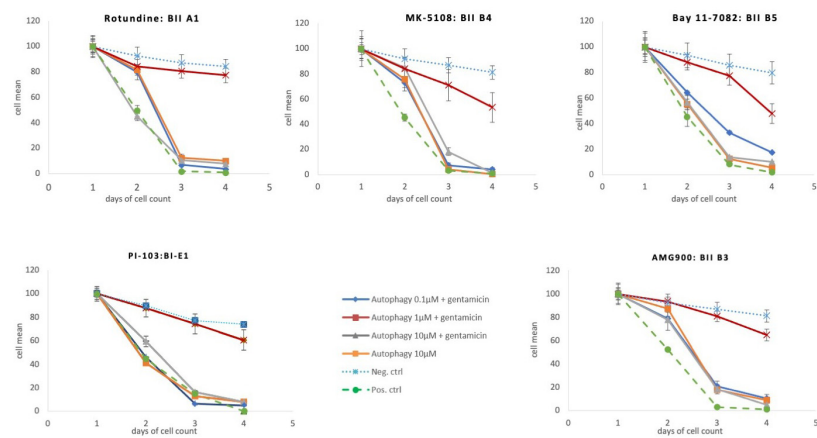 Rotundine: BII A1
120
100
80
60
40
20
0
cell mean
0 1 2 3 4 5
days of cell count
MK-5108: BII B4
120
100
80
60
40
20
0
cell mean
0 1 2 3 4 5
days of cell count
Bay 11-7082: BII B5
120
100
80
60
40
20
0
cell mean
0 1 2 3 4 5
days of cell count
PI-103:BI-E1
120
100
80
60
40
20
0
cell mean
0 1 2 3 4 5
days of cell count
Autophagy 0.1µM + gentamicin
Autophagy 1µM + gentamicin
Autophagy 10µM + gentamicin
Autophagy 10µM
Neg. ctrl
Pos. ctrl
AMG900: BII B3
120
100
80
60
40
20
0
cell mean
0 1 2 3 4 5
days of cell count